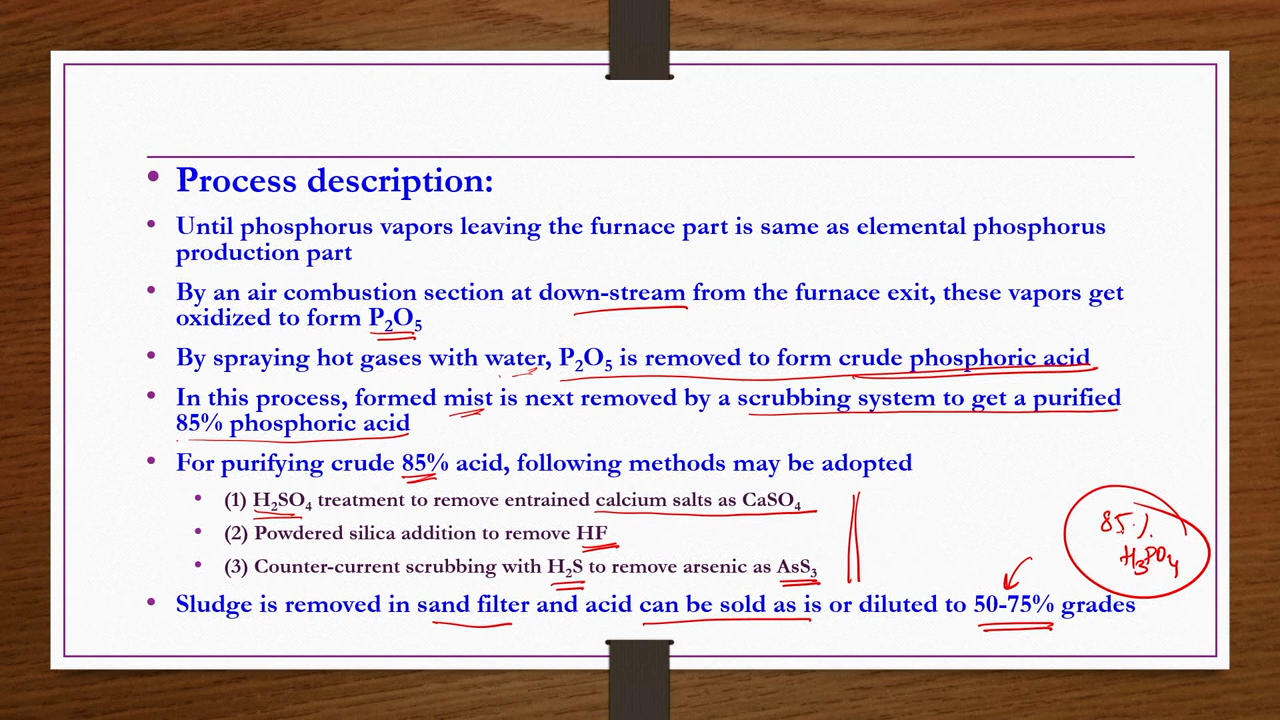 • Process description:
• Until phosphorus vapors leaving the furnace part is same as elemental phosphorus
production part
• By an air combustion section at down-stream from the furnace exit, these vapors get
oxidized to form P₂O₅
• By spraying hot gases with water, P₂O₅ is removed to form crude phosphoric acid
• In this process, formed mist is next removed by a scrubbing system to get a purified
85% phosphoric acid
• For purifying crude 85% acid, following methods may be adopted
• (1) H₂SO₄ treatment to remove entrained calcium salts as CaSO₄
• (2) Powdered silica addition to remove HF
• (3) Counter-current scrubbing with H₂S to remove arsenic as AsS₃
• Sludge is removed in sand filter and acid can be sold as is or diluted to 50-75% grades
85%
H₃PO₄